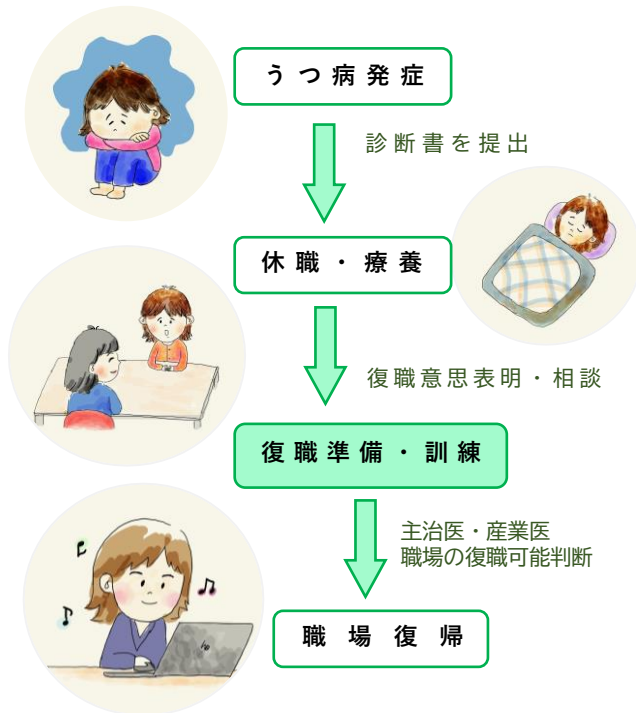 うつ病発症
診断書を提出
休職・療養
復職意思表明・相談
復職準備・訓練
主治医・産業医
職場の復職可能判断
職場復帰